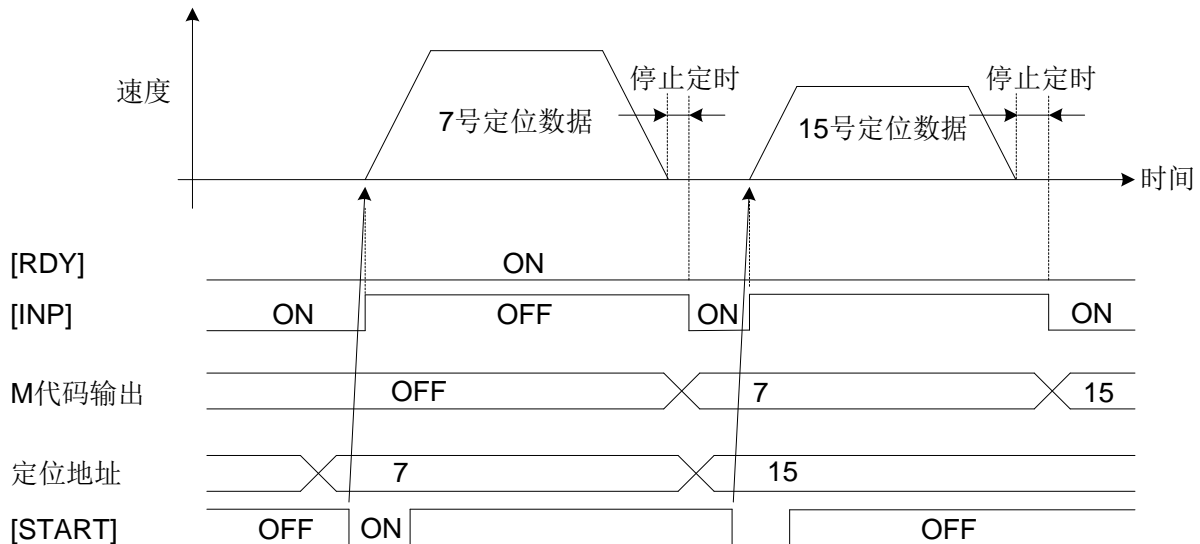 速度
停止定时
停止定时
7号定位数据
15号定位数据
时间
[RDY]
ON
[INP]
ON
OFF
ON
ON
M代码输出
OFF
7
15
定位地址
7
15
[START]
OFF
ON
OFF